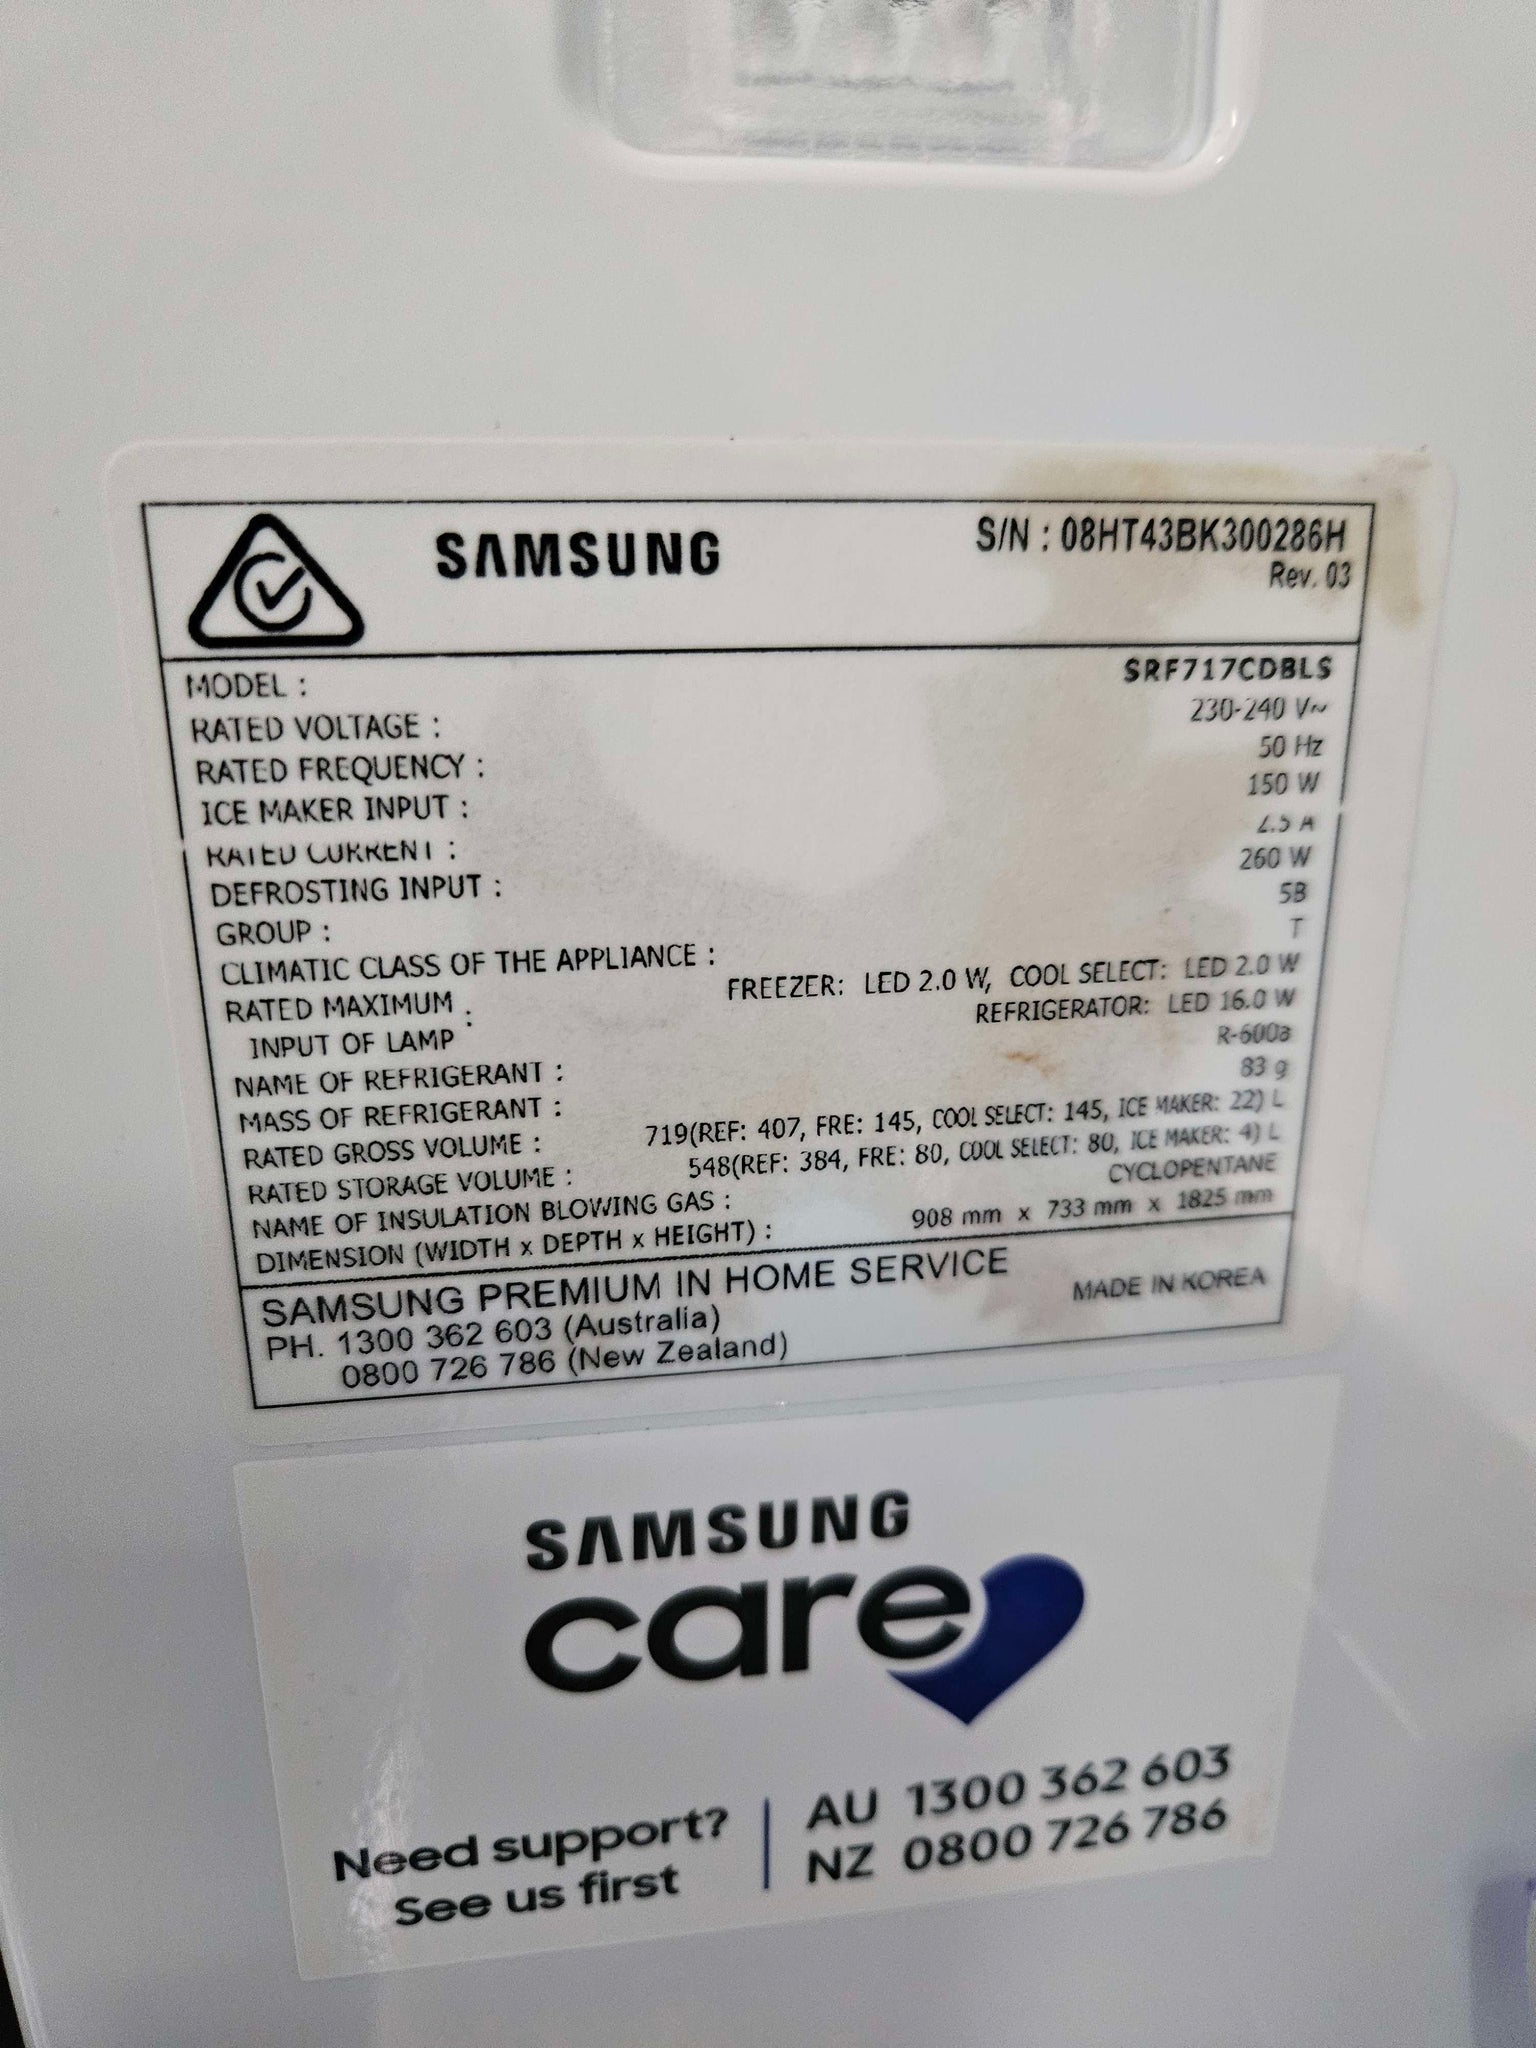 SAMSUNG
S/N : 08HT43BK300286H
Rev. 03
MODEL : SRF717CDBLS
RATED VOLTAGE : 230-240 V~
RATED FREQUENCY : 50 Hz
ICE MAKER INPUT : 150 W
RATED CURRENT : 2.5 A
DEFROSTING INPUT : 260 W
GROUP : 5B
CLIMATIC CLASS OF THE APPLIANCE : T
RATED MAXIMUM INPUT OF LAMP : FREEZER: LED 2.0 W, COOL SELECT: LED 2.0 W
REFRIGERATOR: LED 16.0 W
NAME OF REFRIGERANT : R-600a
MASS OF REFRIGERANT : 83 g
RATED GROSS VOLUME : 719(REF: 407, FRE: 145, COOL SELECT: 145, ICE MAKER: 22) L
RATED STORAGE VOLUME : 548(REF: 384, FRE: 80, COOL SELECT: 80, ICE MAKER: 4) L
NAME OF INSULATION BLOWING GAS : CYCLOPENTANE
DIMENSION (WIDTH x DEPTH x HEIGHT) : 908 mm x 733 mm x 1825 mm
SAMSUNG PREMIUM IN HOME SERVICE
MADE IN KOREA
PH. 1300 362 603 (Australia)
0800 726 786 (New Zealand)
SAMSUNG
care
Need support?
See us first
AU 1300 362 603
NZ 0800 726 786